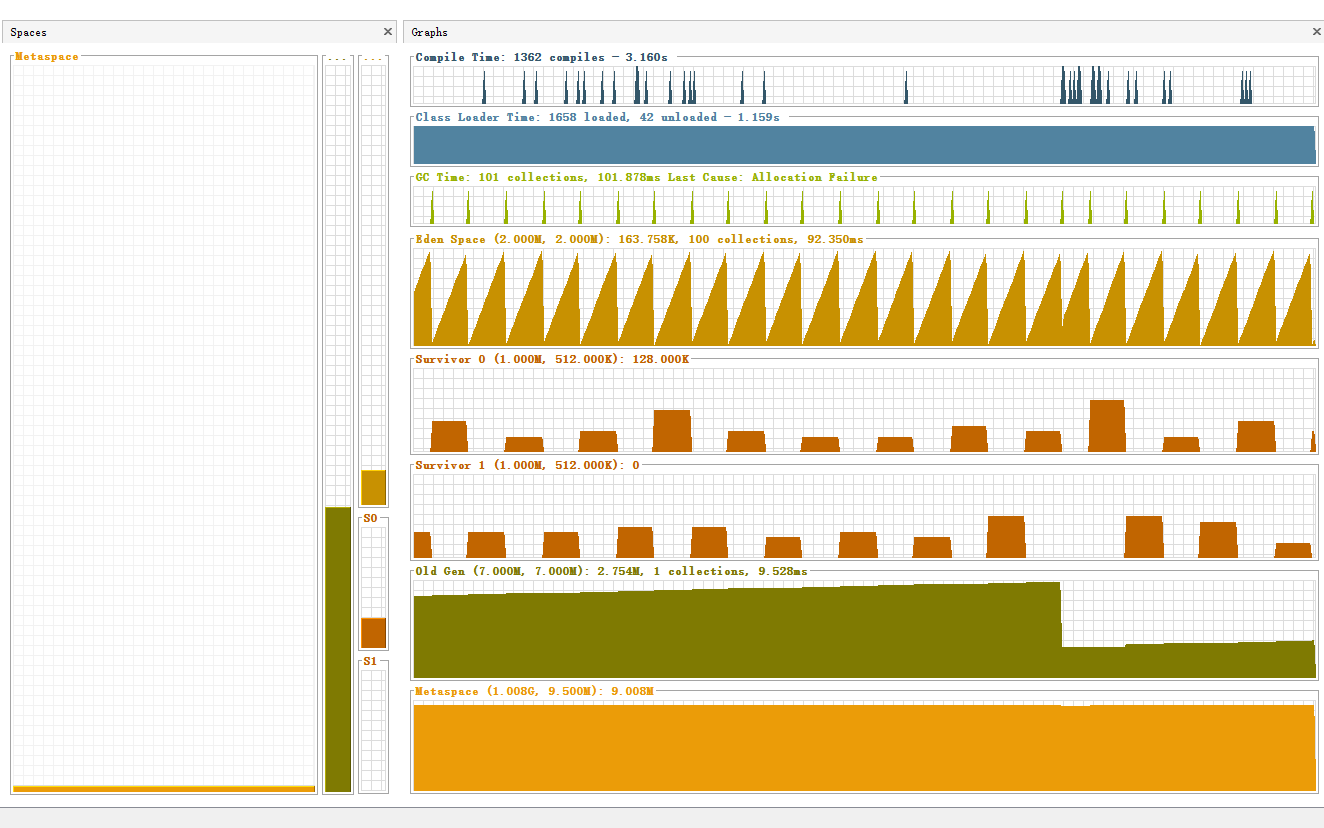 Spaces
Metaspace
...
...
S0
S1
Graphs
Compile Time: 1362 compiles - 3.160s
Class Loader Time: 1658 loaded, 42 unloaded - 1.159s
GC Time: 101 collections, 101.878ms Last Cause: Allocation Failure
Eden Space (2.000M, 2.000M): 163.758K, 100 collections, 92.350ms
Survivor 0 (1.000M, 512.000K): 128.000K
Survivor 1 (1.000M, 512.000K): 0
Old Gen (7.000M, 7.000M): 2.754M, 1 collections, 9.528ms
Metaspace (1.008G, 9.500M): 9.008M